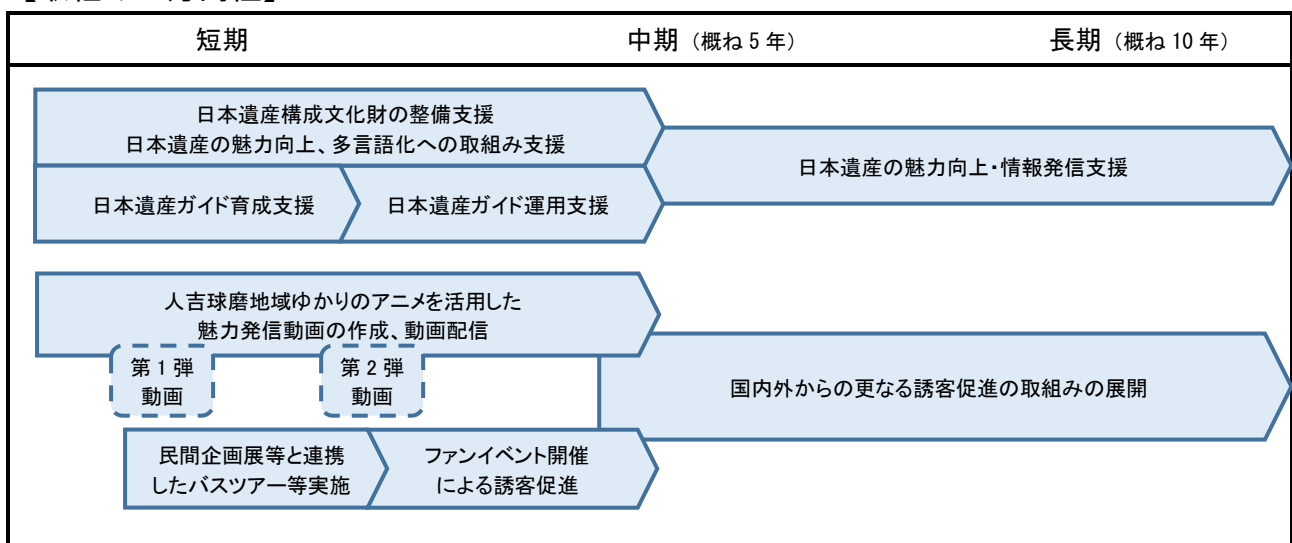 短期
中期（概ね 5 年）
長期（概ね 10 年）
日本遺産構成文化財の整備支援
日本遺産の魅力向上、多言語化への取組み支援
日本遺産の魅力向上・情報発信支援
日本遺産ガイド育成支援
日本遺産ガイド運用支援
人吉球磨地域ゆかりのアニメを活用した
魅力発信動画の作成、動画配信
第 1 弾
動画
第 2 弾
動画
国内外からの更なる誘客促進の取組みの展開
民間企画展等と連携
したバスツアー等実施
ファンイベント開催
による誘客促進